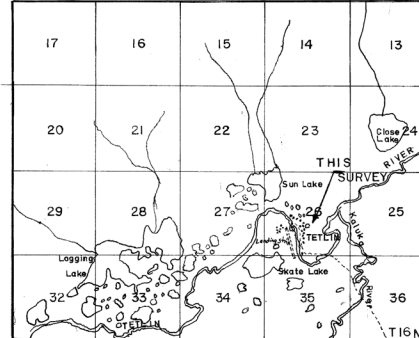 17 16 15 14 13
20 21 22 23 24
Close
Lake
THIS
SURVEY
RIVER
Sun Lake
29 28 27 26 25
TETLIN
Kaluk
River
Logging
Lake
Skate Lake
32 33 34 35 36
TETLIN
T16N